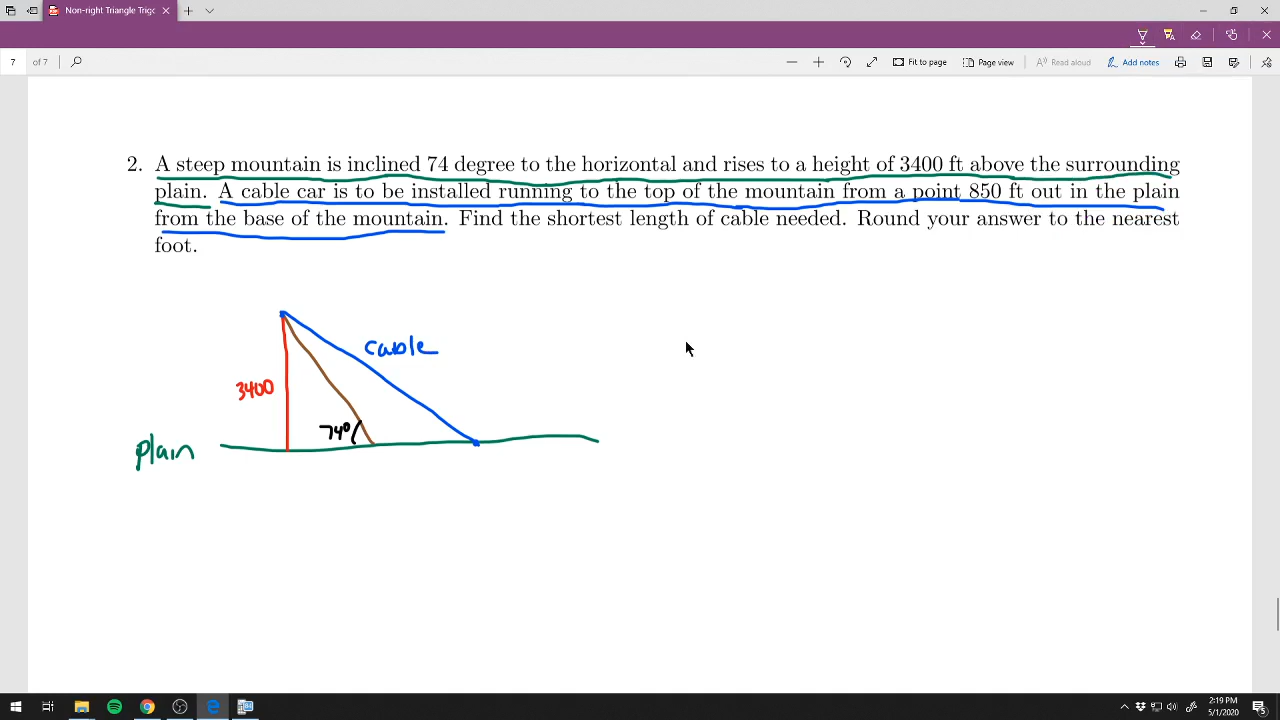 Non-right Triangle Trigo
7 of 7
Fit to page
Page view
Read aloud
Add notes
2. A steep mountain is inclined 74 degree to the horizontal and rises to a height of 3400 ft above the surrounding
plain. A cable car is to be installed running to the top of the mountain from a point 850 ft out in the plain
from the base of the mountain. Find the shortest length of cable needed. Round your answer to the nearest
foot.
cable
3400
74°
plain
2:19 PM
5/1/2020